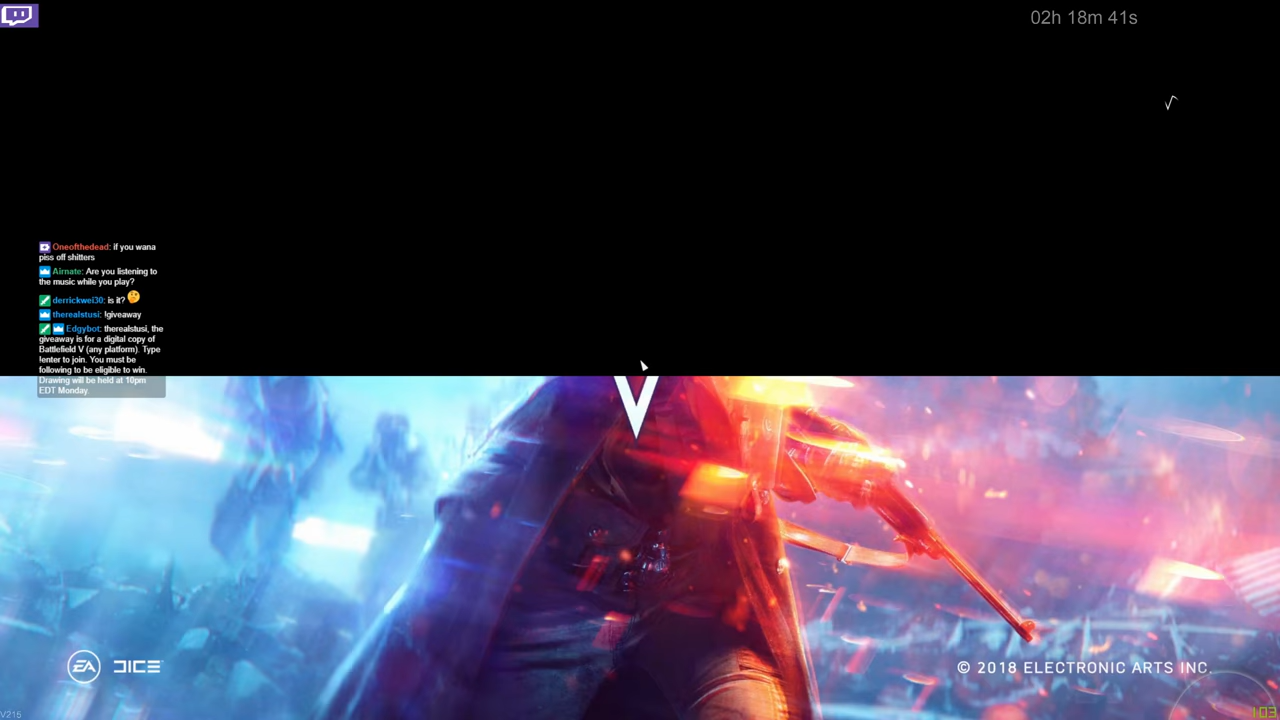 02h 18m 41s
Oneofthedead: if you wana
piss off shitters
Airnate: Are you listening to
the music while you play?
derrickwei30: is it?
therealstusi: !giveaway
Edgybot: therealstusi, the
giveaway is for a digital copy of
Battlefield V (any platform). Type
!enter to join. You must be
following to be eligible to win.
Drawing will be held at 10pm
EDT Monday.
V
EA DICE
© 2018 ELECTRONIC ARTS INC.
V215
103